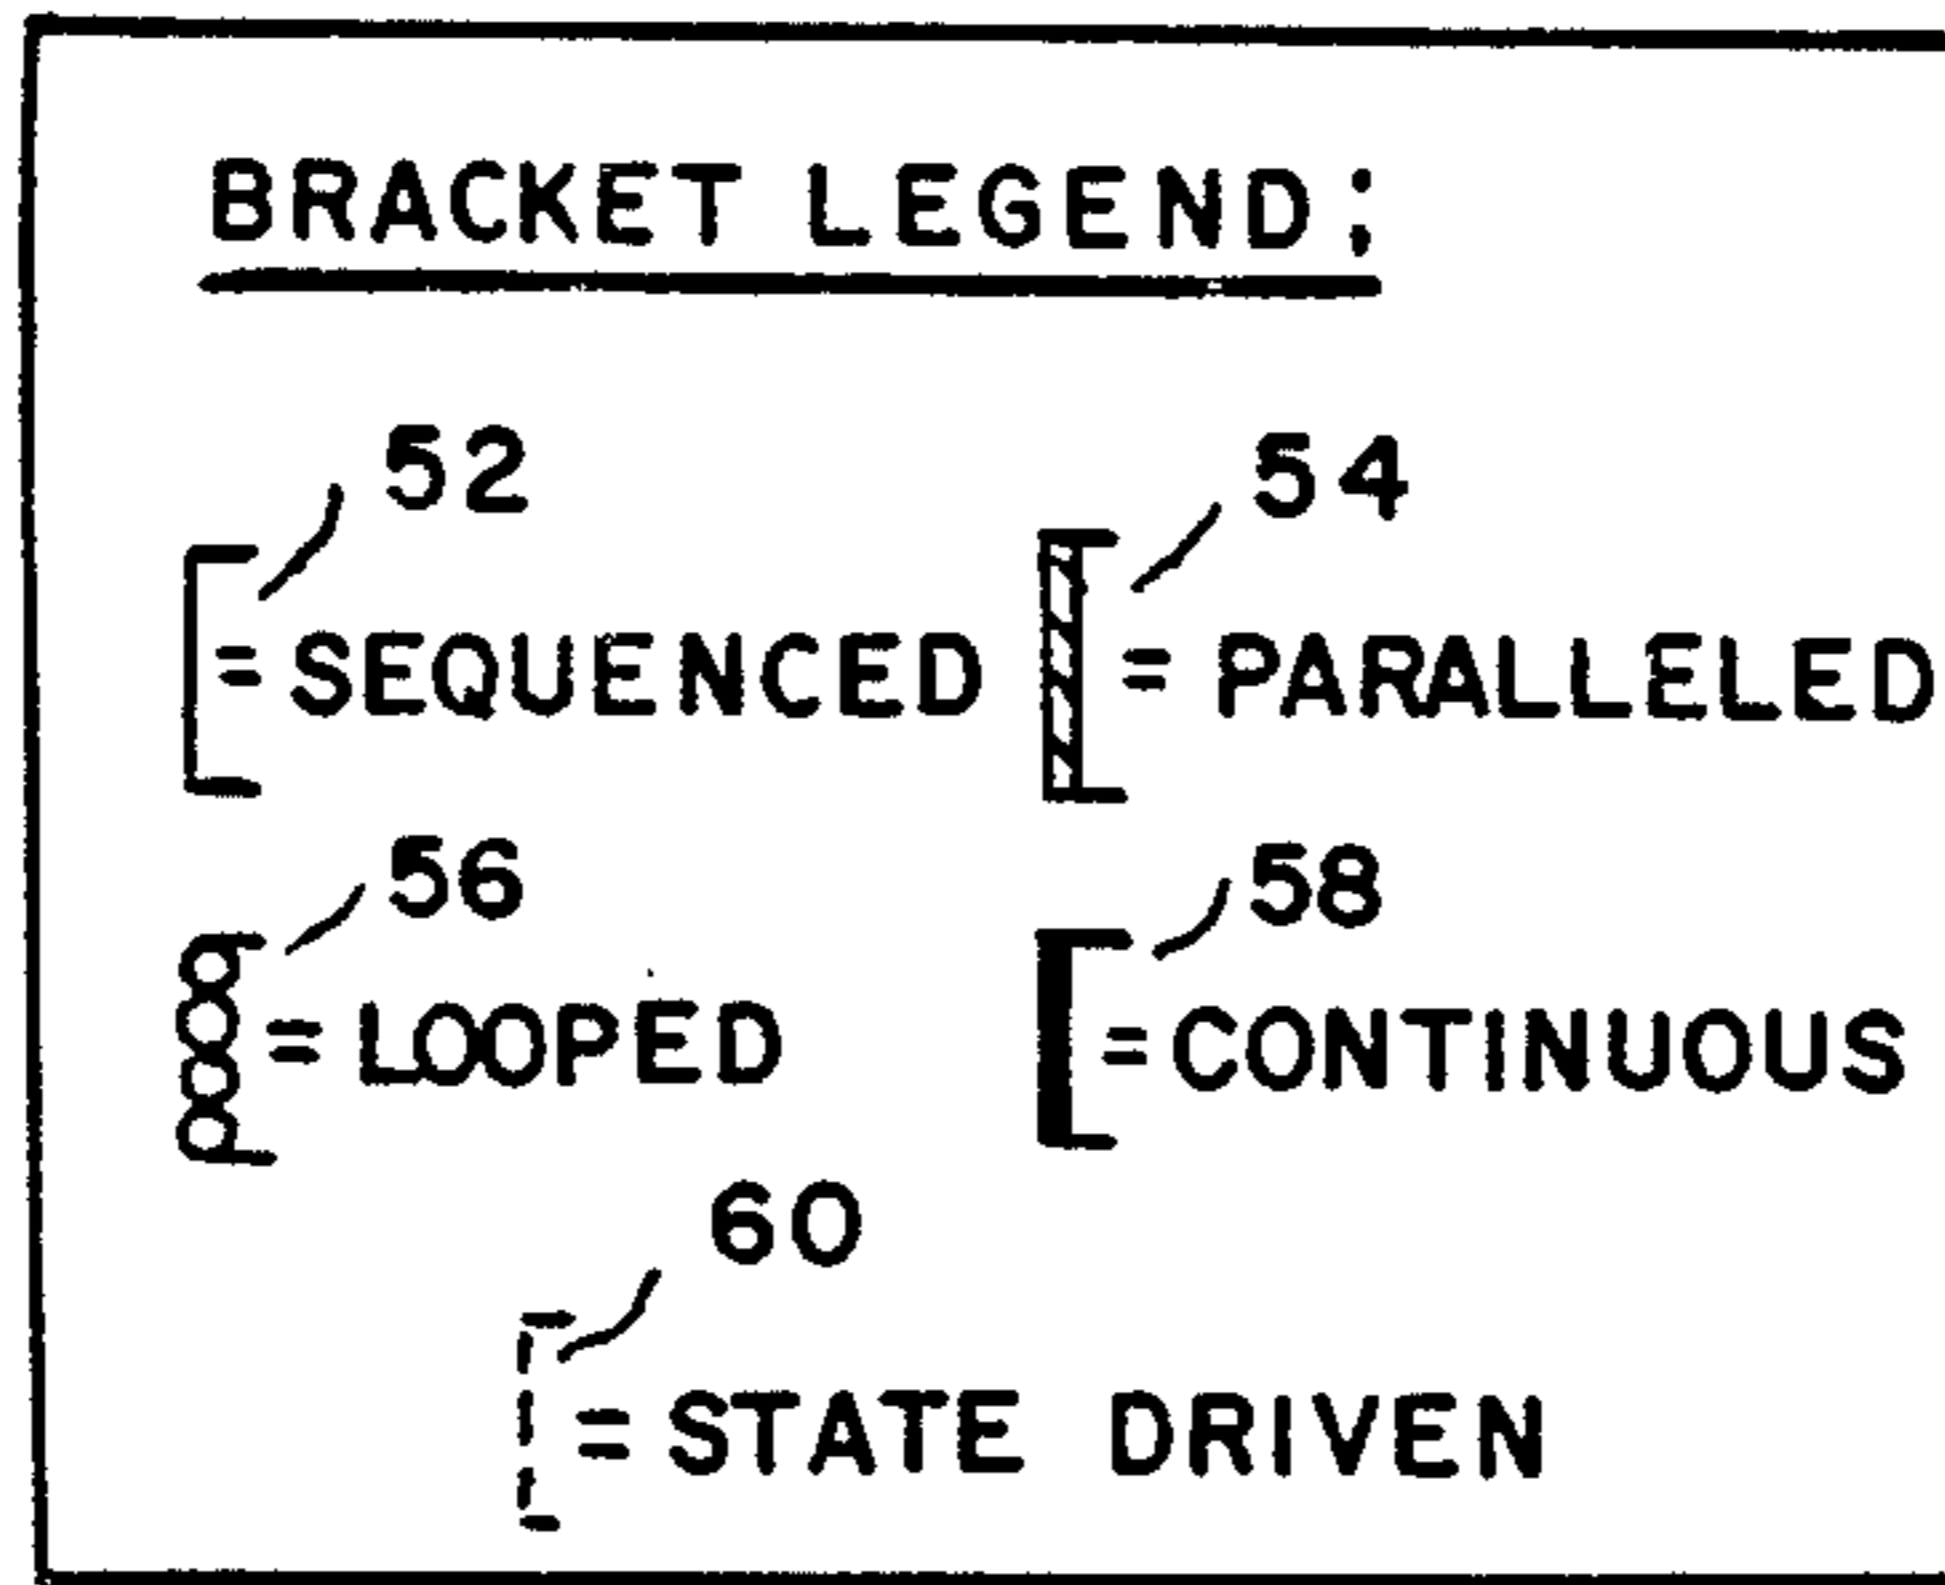 BRACKET LEGEND:
52 54
= SEQUENCED = PARALLELED
56 58
= LOOPED = CONTINUOUS
60
= STATE DRIVEN